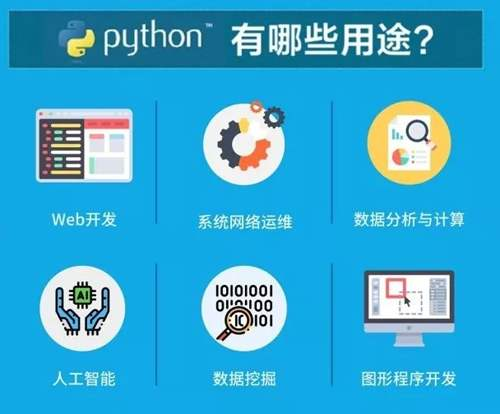 python™ 有哪些用途?
Web开发
系统网络运维
数据分析与计算
AI
10101001
01101100
101
人工智能
数据挖掘
图形程序开发